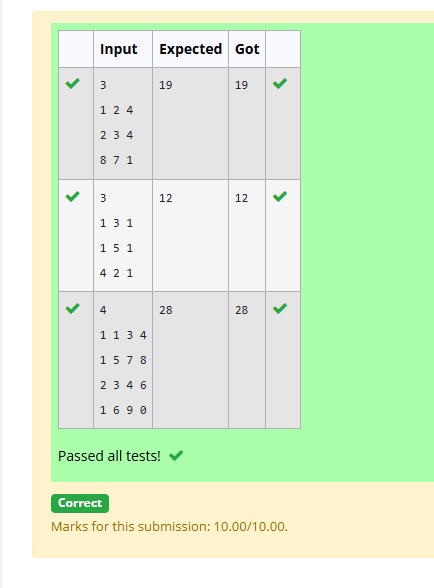 Input Expected Got
3 19 19
1 2 4
2 3 4
8 7 1
3 12 12
1 3 1
1 5 1
4 2 1
4 28 28
1 1 3 4
1 5 7 8
2 3 4 6
1 6 9 0
Passed all tests!
Correct
Marks for this submission: 10.00/10.00.